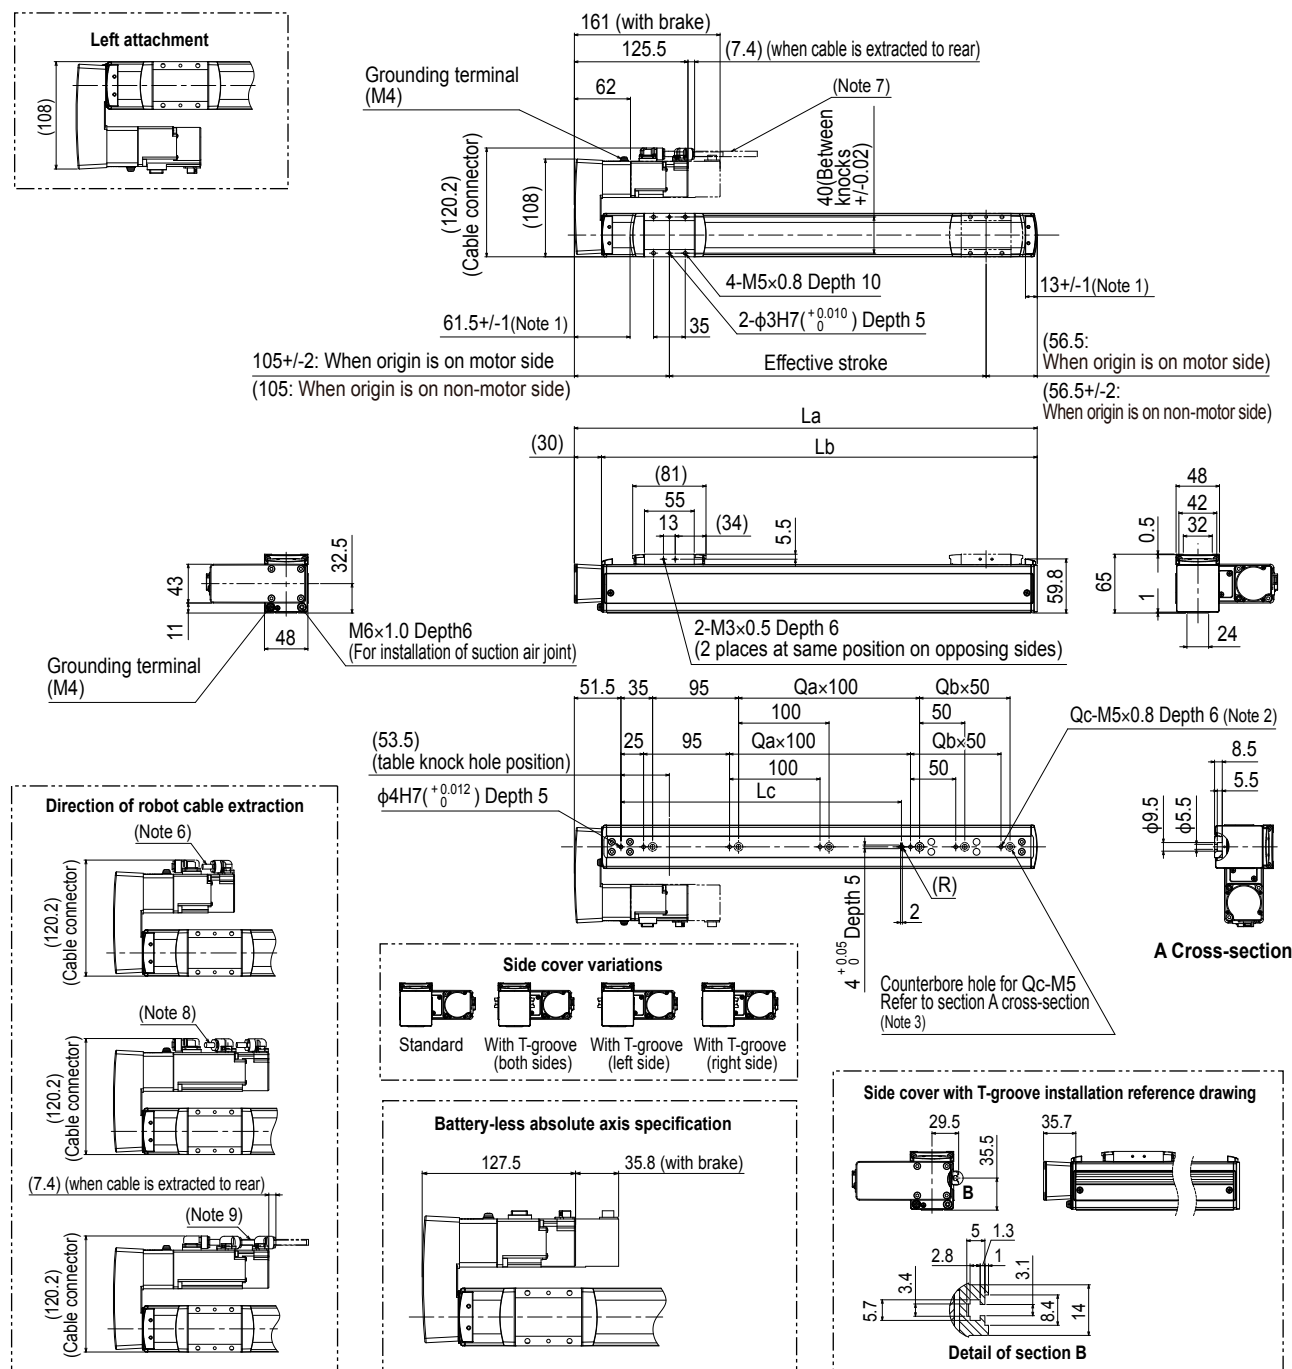 Left attachment
(108)
161 (with brake)
125.5
(7.4) (when cable is extracted to rear)
Grounding terminal
(M4)
62
(Note 7)
(120.2)
(Cable connector)
(108)
40(Between
knocks
+/-0.02)
4-M5×0.8 Depth 10
13+/-1(Note 1)
61.5+/-1(Note 1)
35
2-ϕ3H7( +0.010 0 ) Depth 5
105+/-2: When origin is on motor side
(105: When origin is on non-motor side)
Effective stroke
(56.5:
When origin is on motor side)
(56.5+/-2:
When origin is on non-motor side)
La
(30)
Lb
(81)
55
13
(34)
5.5
59.8
48
42
32
0.5
65
1
24
32.5
43
11
48
Grounding terminal
(M4)
M6×1.0 Depth6
(For installation of suction air joint)
2-M3×0.5 Depth 6
(2 places at same position on opposing sides)
51.5
35
95
Qa×100
Qb×50
100
50
Qc-M5×0.8 Depth 6 (Note 2)
(53.5)
(table knock hole position)
25
95
Qa×100
Qb×50
100
50
Lc
ϕ4H7( +0.012 0 ) Depth 5
(R)
2
4 +0.05 0 Depth 5
8.5
5.5
ϕ9.5
ϕ5.5
A Cross-section
Counterbore hole for Qc-M5
Refer to section A cross-section
(Note 3)
Direction of robot cable extraction
(Note 6)
(120.2)
(Cable connector)
(Note 8)
(120.2)
(Cable connector)
(7.4) (when cable is extracted to rear)
(Note 9)
(120.2)
(Cable connector)
Side cover variations
Standard
With T-groove
(both sides)
With T-groove
(left side)
With T-groove
(right side)
Battery-less absolute axis specification
127.5
35.8 (with brake)
Side cover with T-groove installation reference drawing
29.5
35.5
35.7
B
5
1.3
2.8
1
3.4
3.1
5.7
8.4
14
Detail of section B